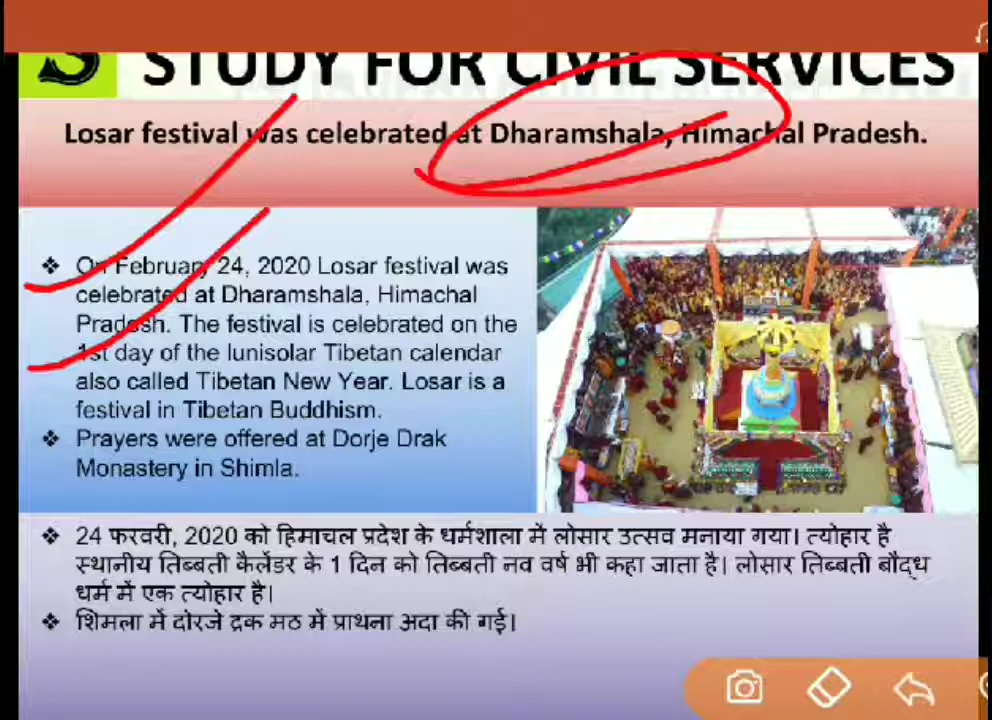 STUDY FOR CIVIL SERVICES
Losar festival was celebrated at Dharamshala, Himachal Pradesh.
❖ On February 24, 2020 Losar festival was
celebrated at Dharamshala, Himachal
Pradesh. The festival is celebrated on the
1st day of the lunisolar Tibetan calendar
also called Tibetan New Year. Losar is a
festival in Tibetan Buddhism.
❖ Prayers were offered at Dorje Drak
Monastery in Shimla.
❖ 24 फरवरी, 2020 को हिमाचल प्रदेश के धर्मशाला में लोसार उत्सव मनाया गया। त्योहार है
स्थानीय तिब्बती कैलेंडर के 1 दिन को तिब्बती नव वर्ष भी कहा जाता है। लोसार तिब्बती बौद्ध
धर्म में एक त्योहार है।
❖ शिमला में दोरजे द्रक मठ में प्राथना अदा की गई।